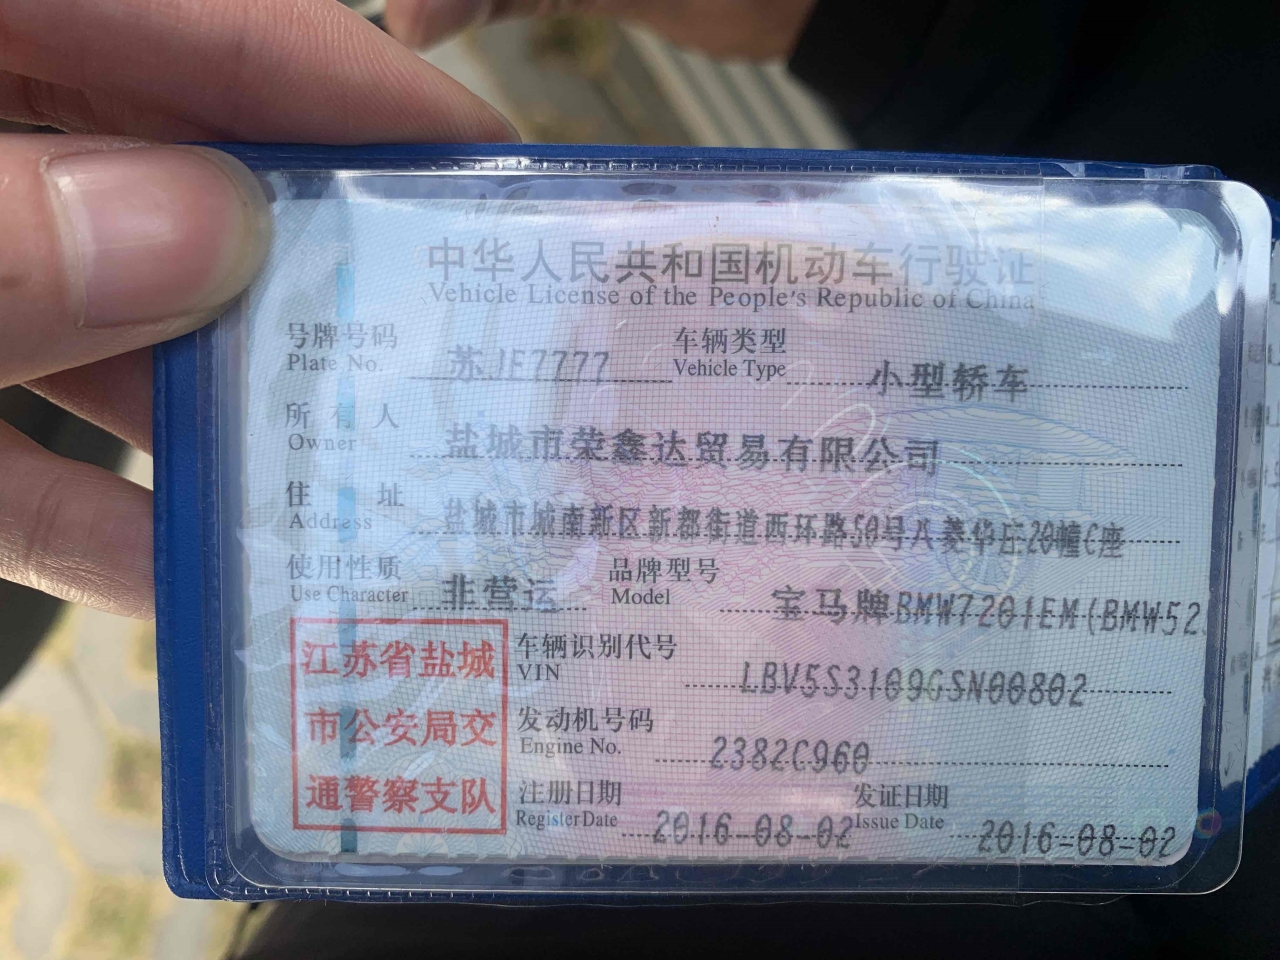 中华人民共和国机动车行驶证
Vehicle License of the People's Republic of China
号牌号码 苏JF7777 车辆类型 小型轿车
Plate No. Vehicle Type
所有人 盐城市荣鑫达贸易有限公司
Owner
住址 盐城市城南新区新都街道西环路50号八菱华庄20幢C座
Address
使用性质 非营运 品牌型号 宝马牌BMW7201EM(BMW52
Use Character Model
江苏省盐城
市公安局交
通警察支队
车辆识别代号 LBV5S3109GSN00802
VIN
发动机号码 2382C960
Engine No.
注册日期 2016-08-02 发证日期 2016-08-02
Register Date Issue Date